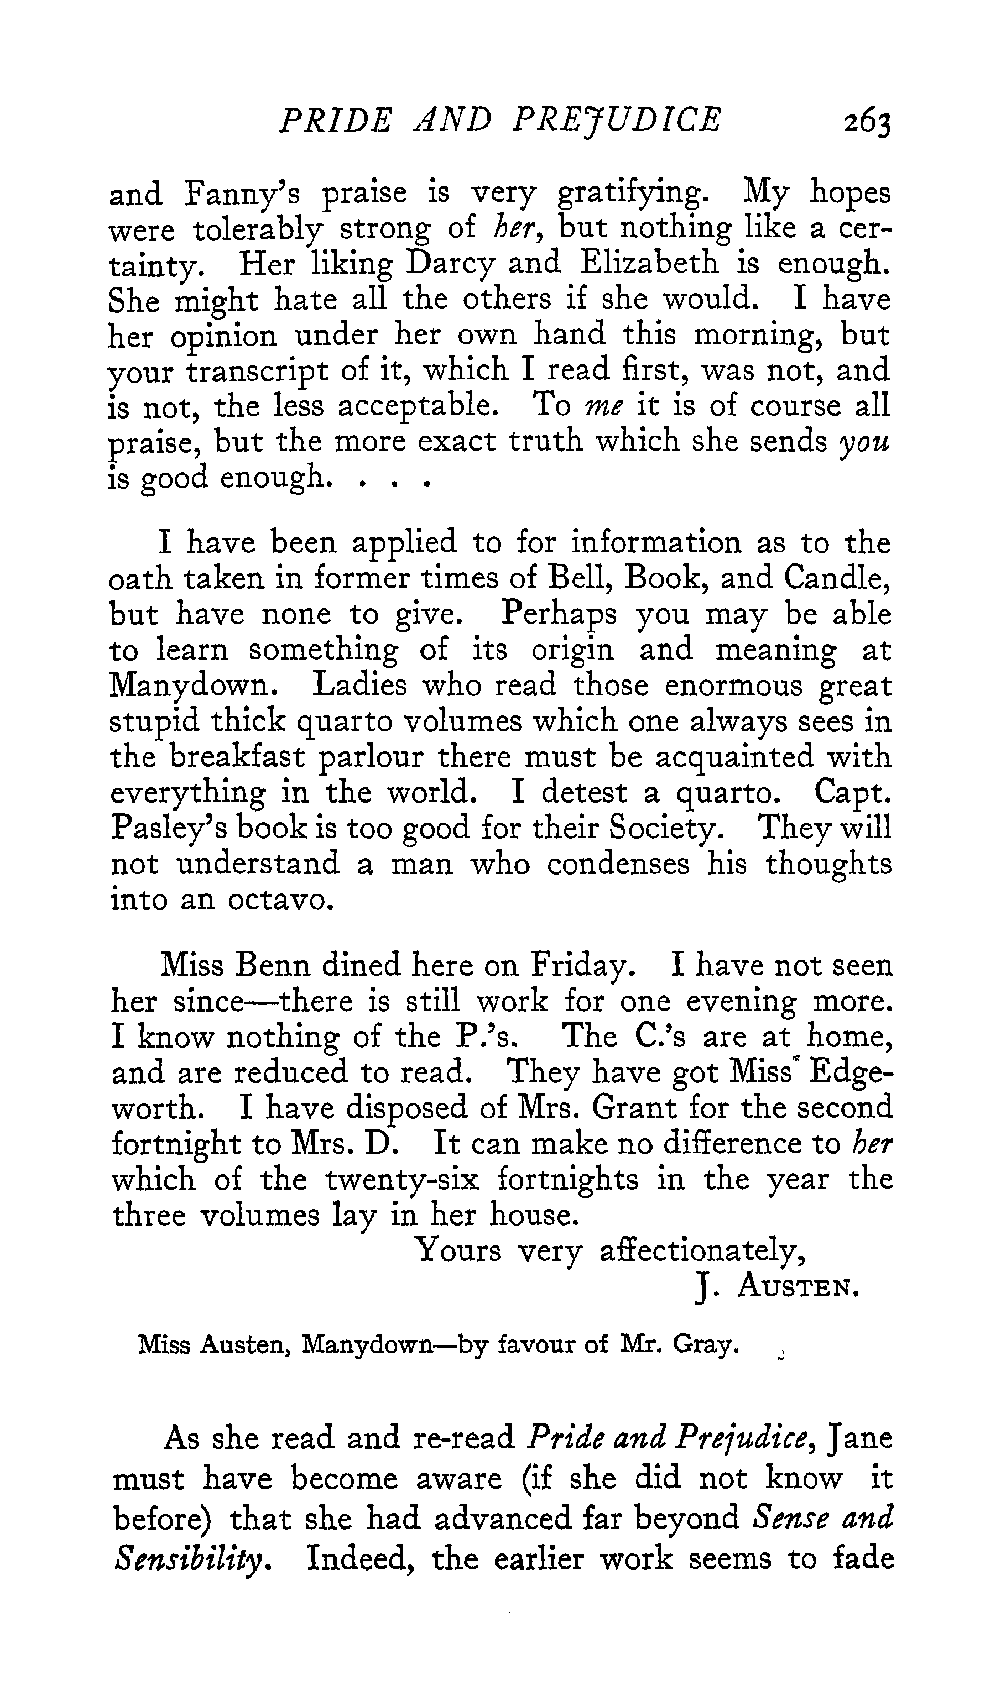 PRIDE AND PREJUDICE 263
and Fanny's praise is very gratifying. My hopes
were tolerably strong of her, but nothing like a cer-
tainty. Her liking Darcy and Elizabeth is enough.
She might hate all the others if she would. I have
her opinion under her own hand this morning, but
your transcript of it, which I read first, was not, and
is not, the less acceptable. To me it is of course all
praise, but the more exact truth which she sends you
is good enough. . . .
I have been applied to for information as to the
oath taken in former times of Bell, Book, and Candle,
but have none to give. Perhaps you may be able
to learn something of its origin and meaning at
Manydown. Ladies who read those enormous great
stupid thick quarto volumes which one always sees in
the breakfast parlour there must be acquainted with
everything in the world. I detest a quarto. Capt.
Pasley's book is too good for their Society. They will
not understand a man who condenses his thoughts
into an octavo.
Miss Benn dined here on Friday. I have not seen
her since—there is still work for one evening more.
I know nothing of the P.'s. The C.'s are at home,
and are reduced to read. They have got Miss Edge-
worth. I have disposed of Mrs. Grant for the second
fortnight to Mrs. D. It can make no difference to her
which of the twenty-six fortnights in the year the
three volumes lay in her house.
Yours very affectionately,
J. AUSTEN.
Miss Austen, Manydown—by favour of Mr. Gray.
As she read and re-read Pride and Prejudice, Jane
must have become aware (if she did not know it
before) that she had advanced far beyond Sense and
Sensibility. Indeed, the earlier work seems to fade